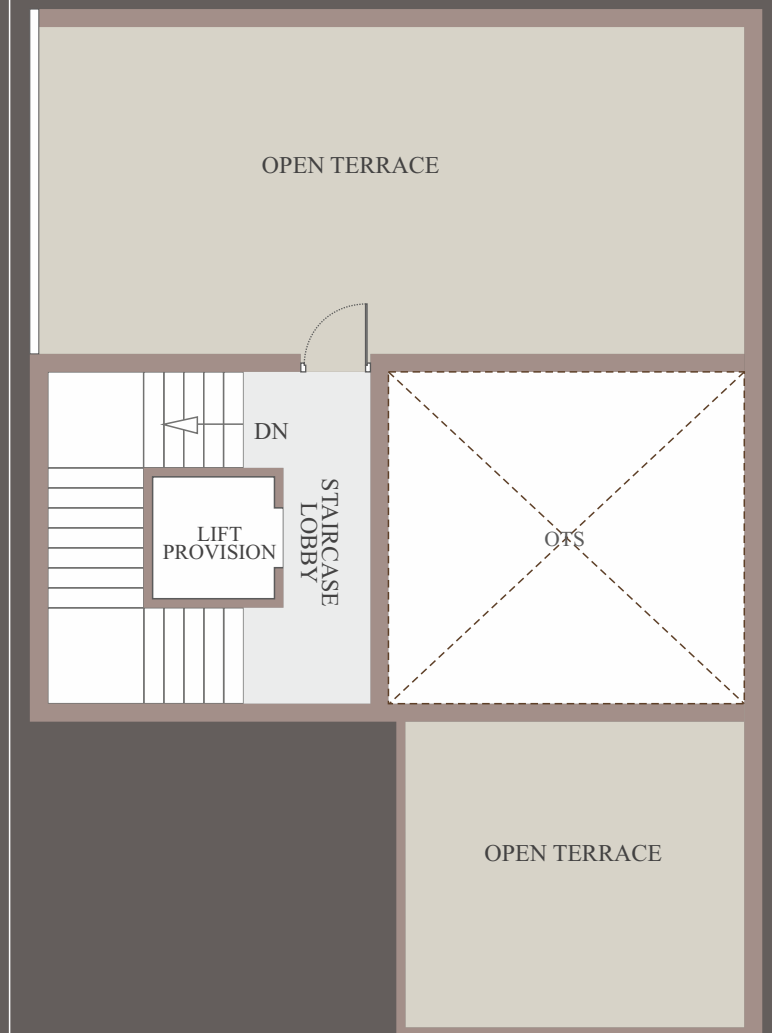 OPEN TERRACE
DN
LIFT
PROVISION
STAIRCASE
LOBBY
OTS
OPEN TERRACE